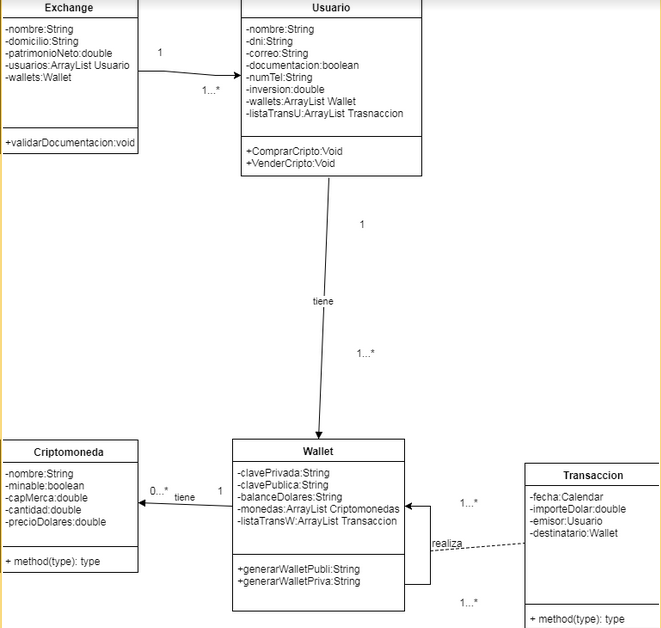 Exchange
-nombre:String
-domicilio:String
-patrimonioNeto:double
-usuarios:ArrayList Usuario
-wallets:Wallet
+validarDocumentacion:void
1
1...*
Usuario
-nombre:String
-dni:String
-correo:String
-documentacion:boolean
-numTel:String
-inversion:double
-wallets:ArrayList Wallet
-listaTransU:ArrayList Trasnaccion
+ComprarCripto:Void
+VenderCripto:Void
1
tiene
1...*
Criptomoneda
-nombre:String
-minable:boolean
-capMerca:double
-cantidad:double
-precioDolares:double
+ method(type): type
0...*
tiene
1
Wallet
-clavePrivada:String
-clavePublica:String
-balanceDolares:String
-monedas:ArrayList Criptomonedas
-listaTransW:ArrayList Transaccion
+generarWalletPubli:String
+generarWalletPriva:String
1...*
realiza
1...*
Transaccion
-fecha:Calendar
-importeDolar:double
-emisor:Usuario
-destinatario:Wallet
+ method(type): type